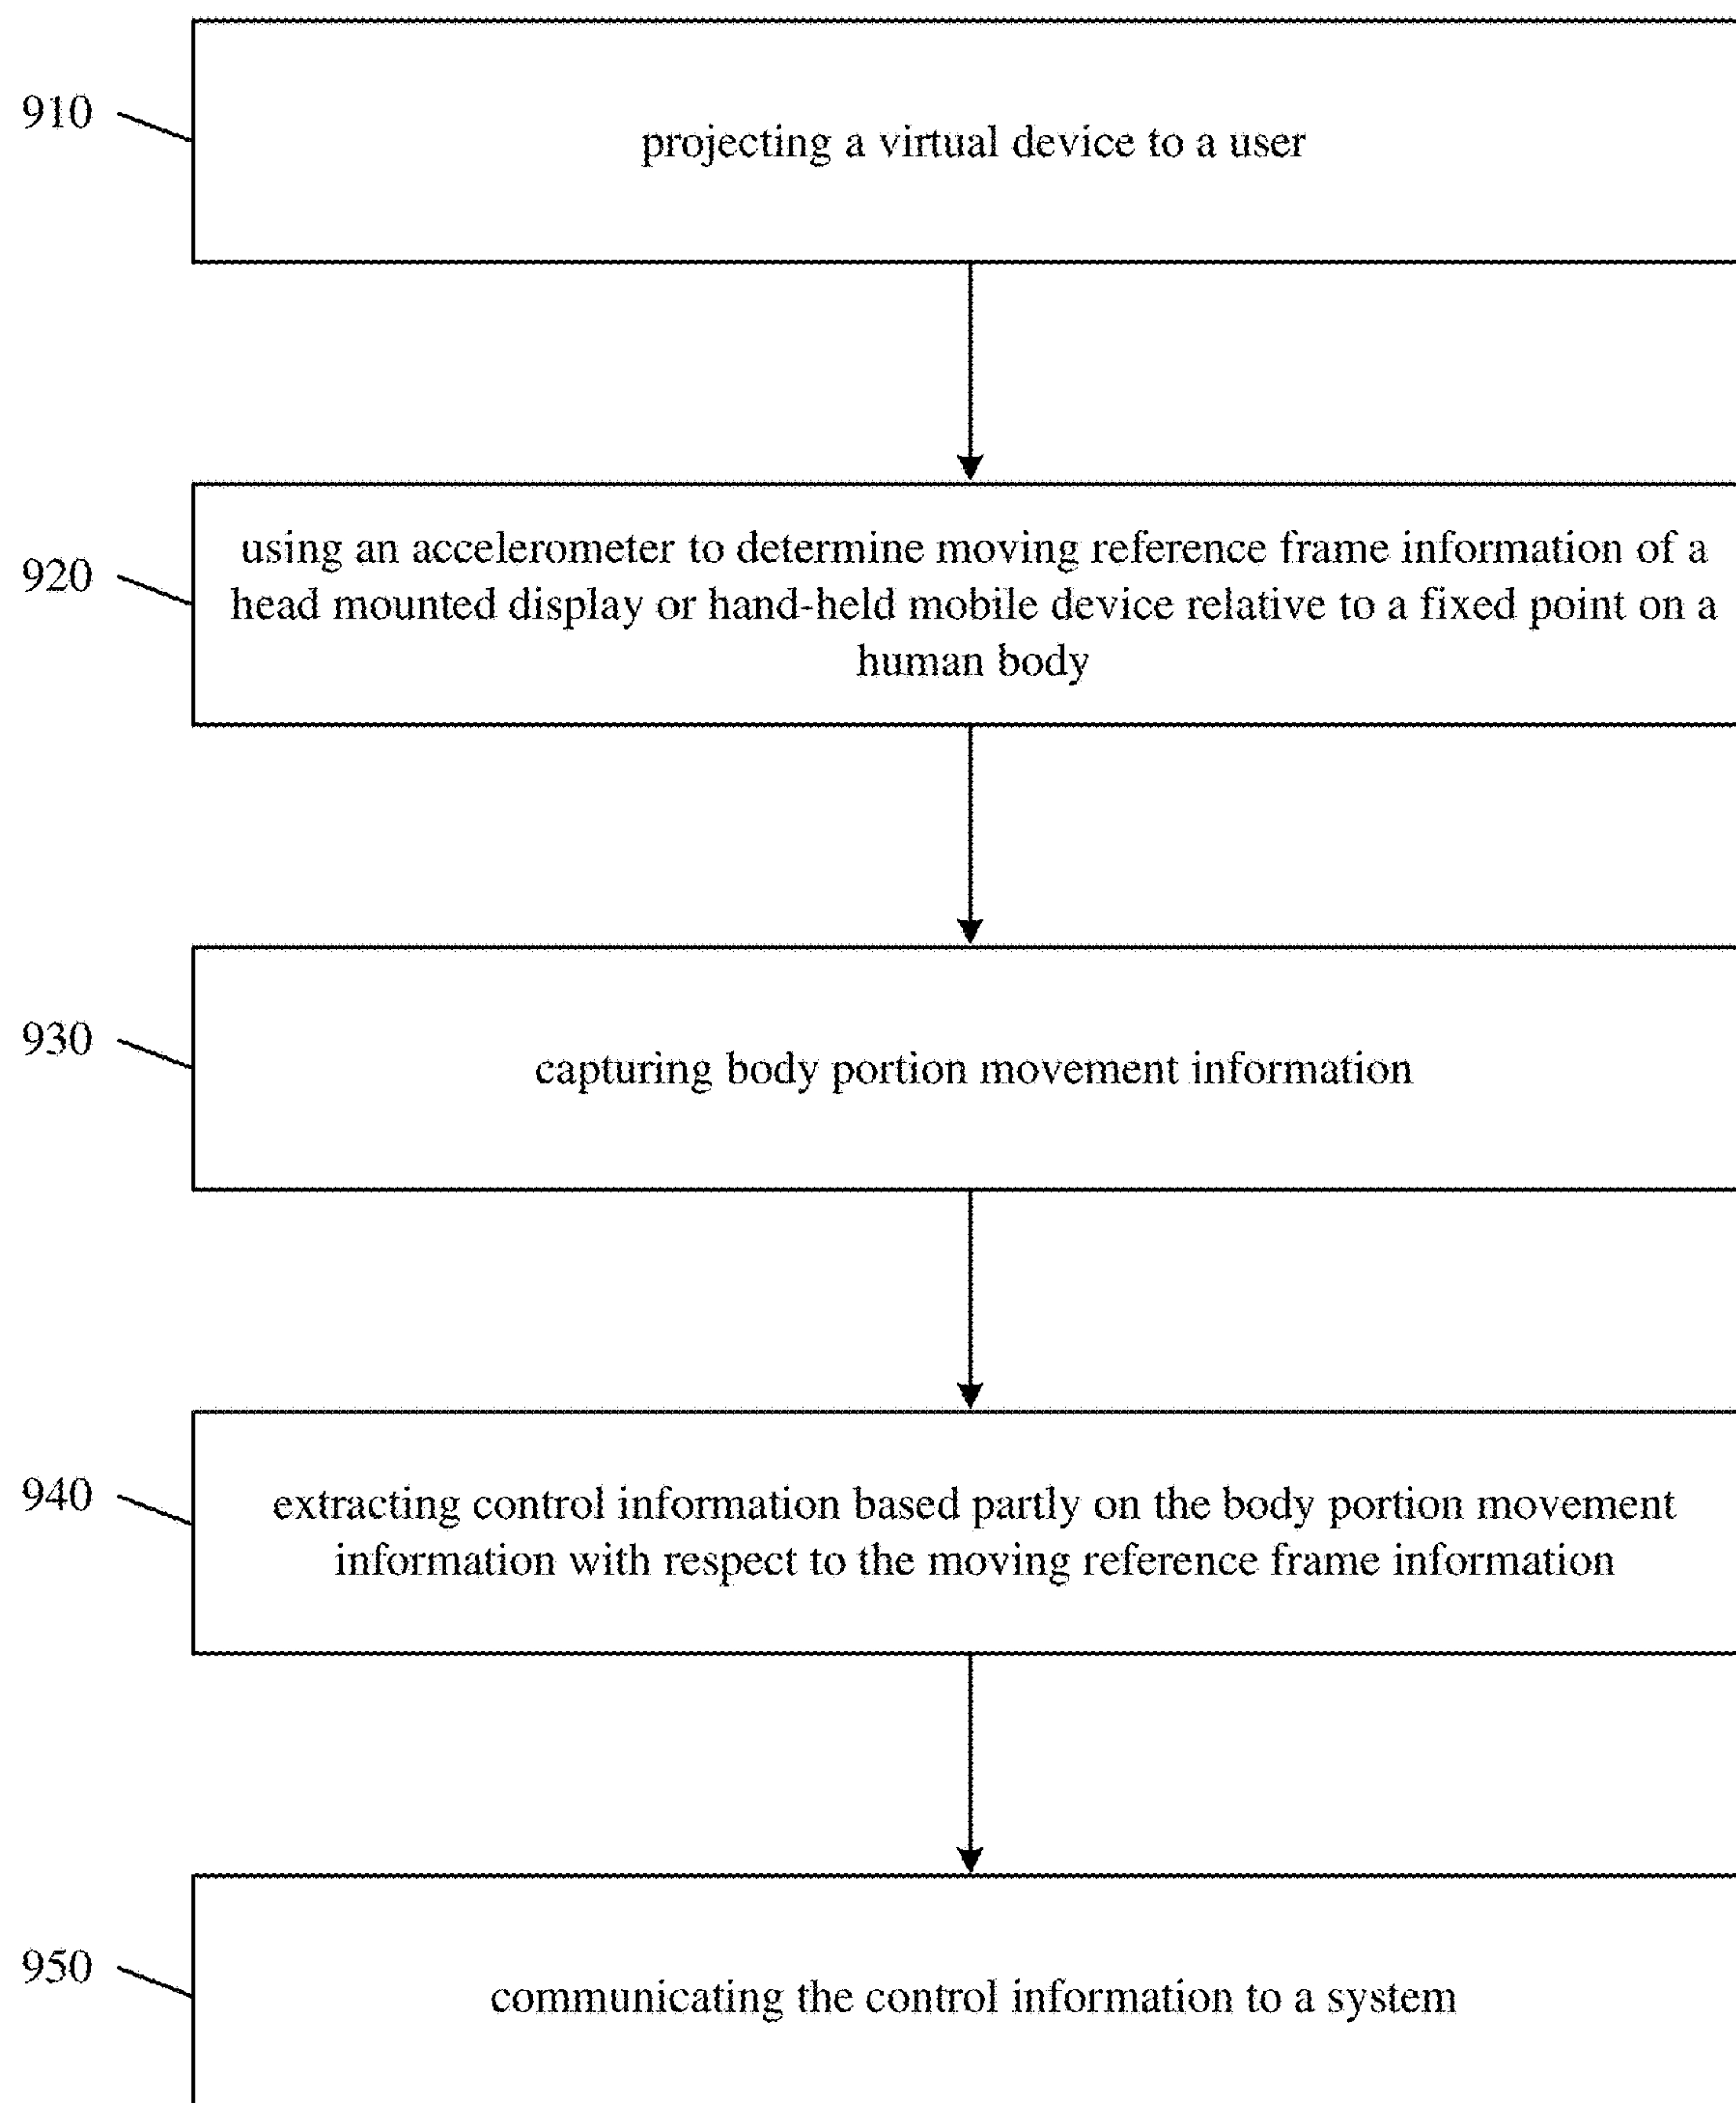 910
projecting a virtual device to a user
920
using an accelerometer to determine moving reference frame information of a
head mounted display or hand-held mobile device relative to a fixed point on a
human body
930
capturing body portion movement information
940
extracting control information based partly on the body portion movement
information with respect to the moving reference frame information
950
communicating the control information to a system